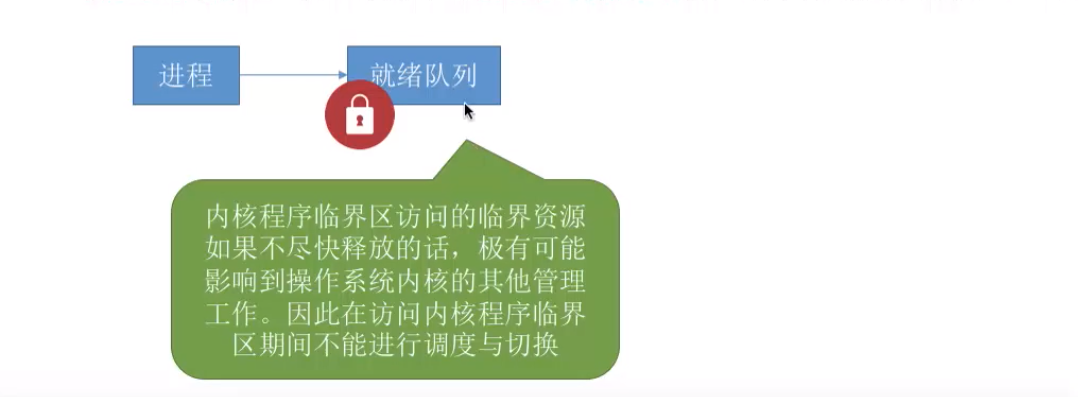 进程
就绪队列
内核程序临界区访问的临界资源
如果不尽快释放的话，极有可能
影响到操作系统内核的其他管理
工作。因此在访问内核程序临界
区期间不能进行调度与切换